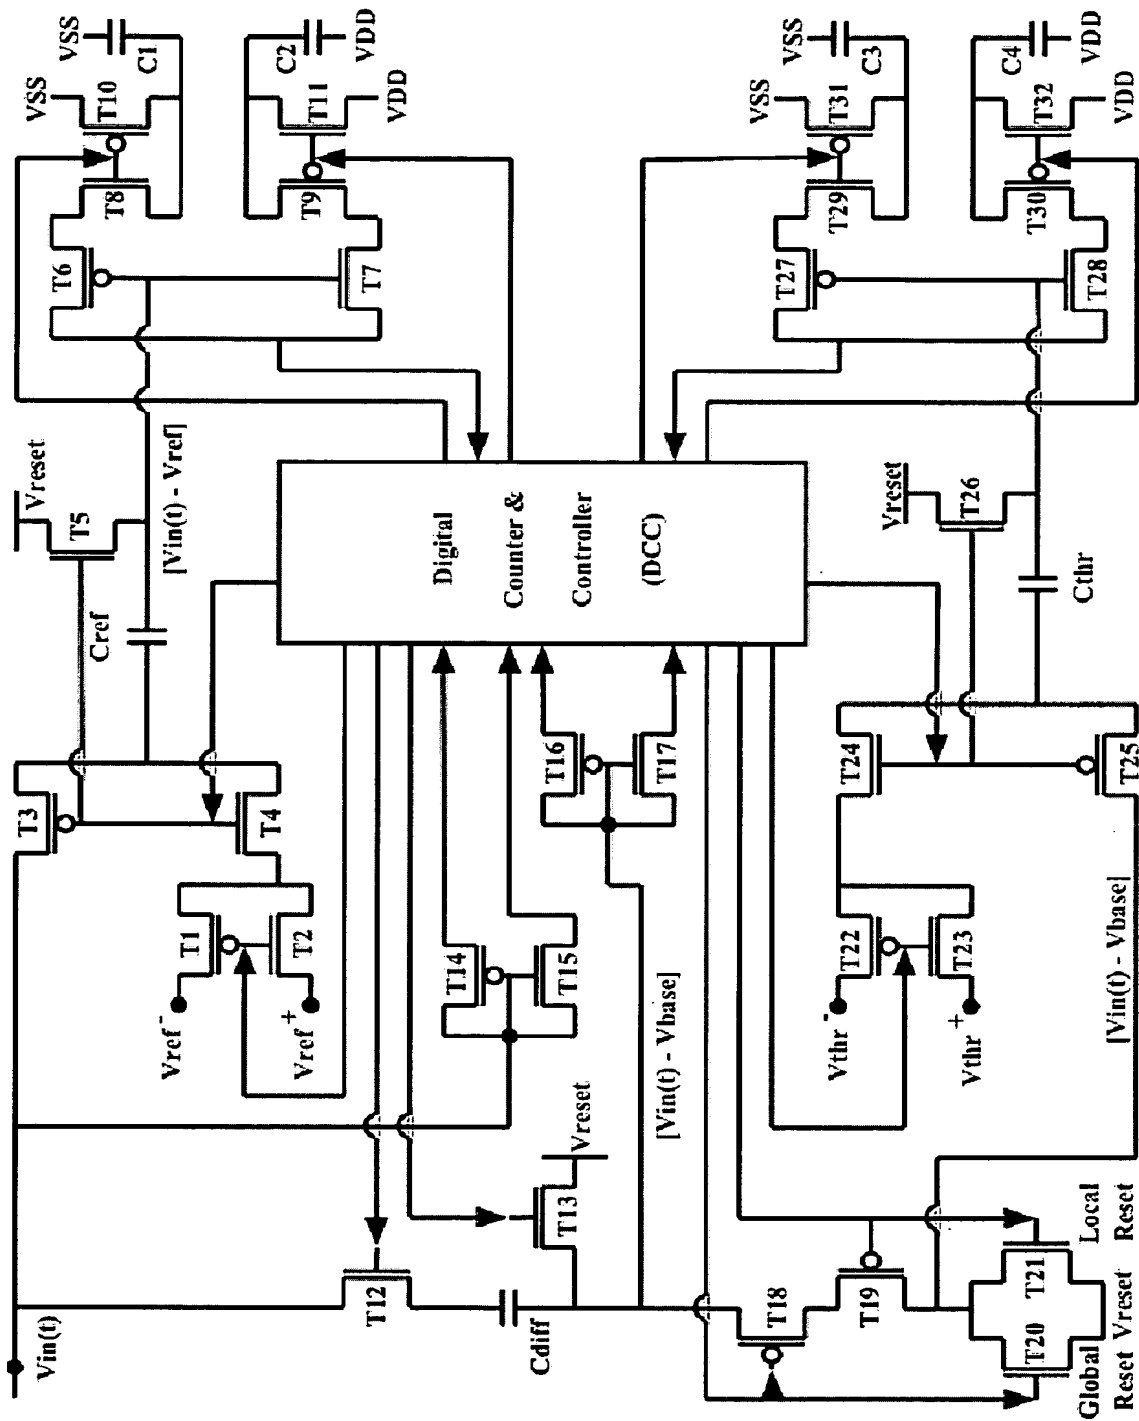 Vin(t)
T3
Vref -
T1
T2
Vref +
T4
T5
Vreset
Cref
[Vin(t) - Vref]
T6
T7
T8
T9
T10
T11
VSS
VSS
C1
C2
VDD
VDD
T12
T13
Vreset
Cdiff
T14
T15
T16
T17
[Vin(t) - Vbase]
Digital
Counter &
Controller
(DCC)
T18
T19
T20
T21
Global
Reset
Vreset
Local
Reset
Vthr -
T22
T23
Vthr +
T24
T25
[Vin(t) - Vbase]
Vreset
T26
Cthr
T27
T28
T29
T30
T31
T32
VSS
VSS
C3
C4
VDD
VDD